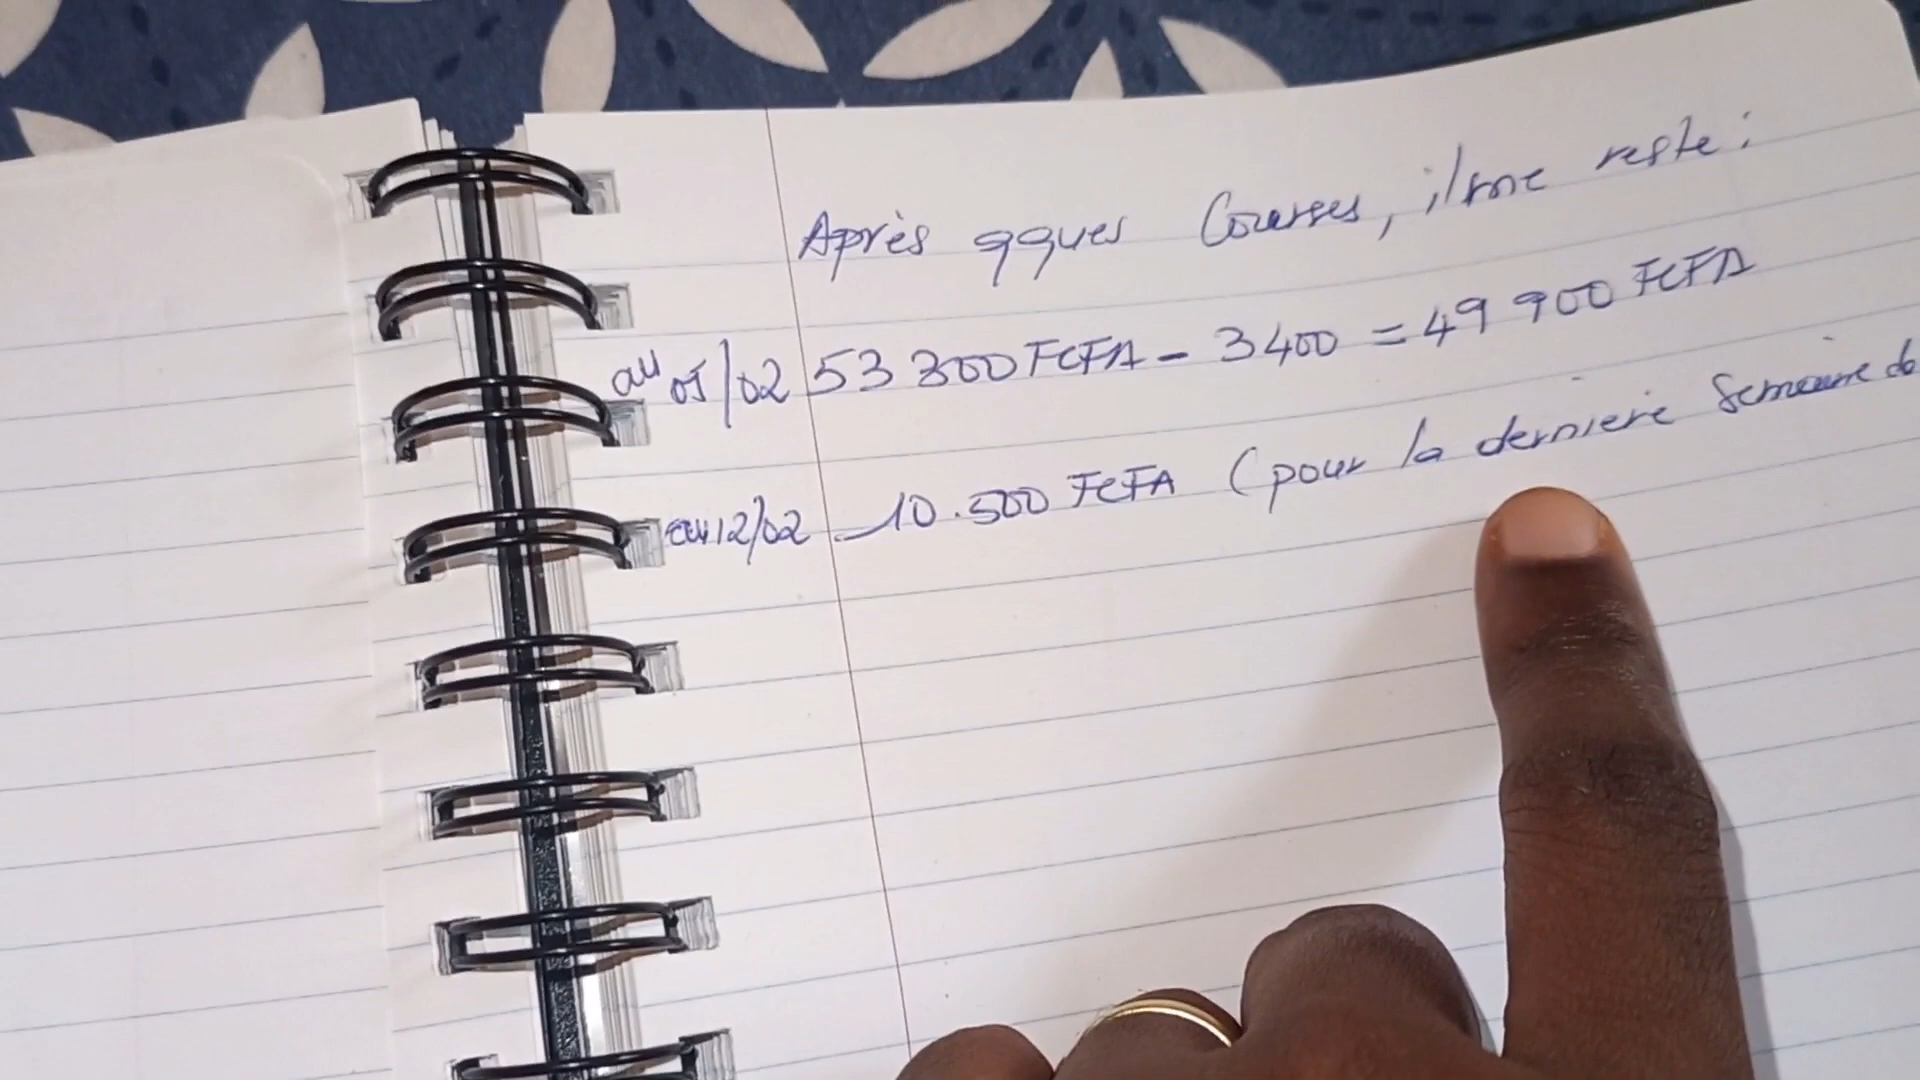 Après qques Courses, il me reste :
au 05/02 53 300 FCFA - 3400 = 49 900 FCFA
au 12/02 - 10.500 FCFA (pour la dernière Semaine de